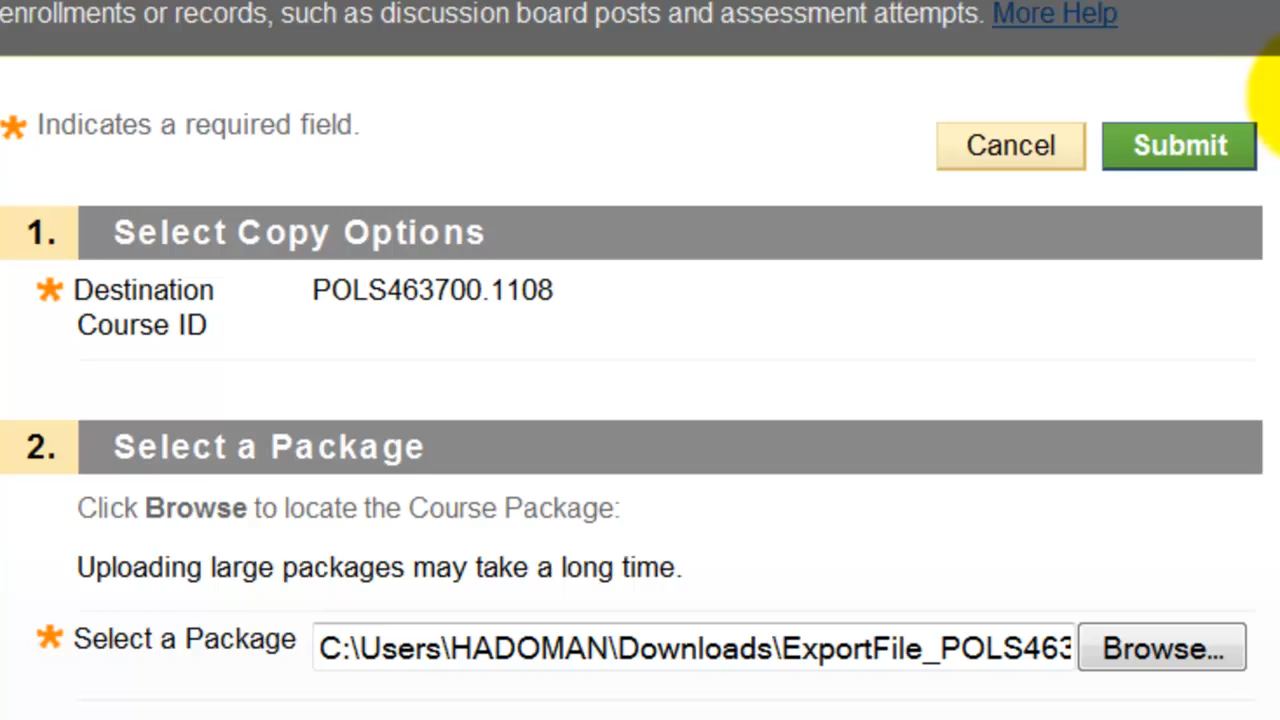 enrollments or records, such as discussion board posts and assessment attempts. More Help
Indicates a required field.
Cancel Submit
1. Select Copy Options
Destination Course ID POLS463700.1108
2. Select a Package
Click Browse to locate the Course Package:
Uploading large packages may take a long time.
Select a Package C:\Users\HADOMAN\Downloads\ExportFile_POLS463 Browse...